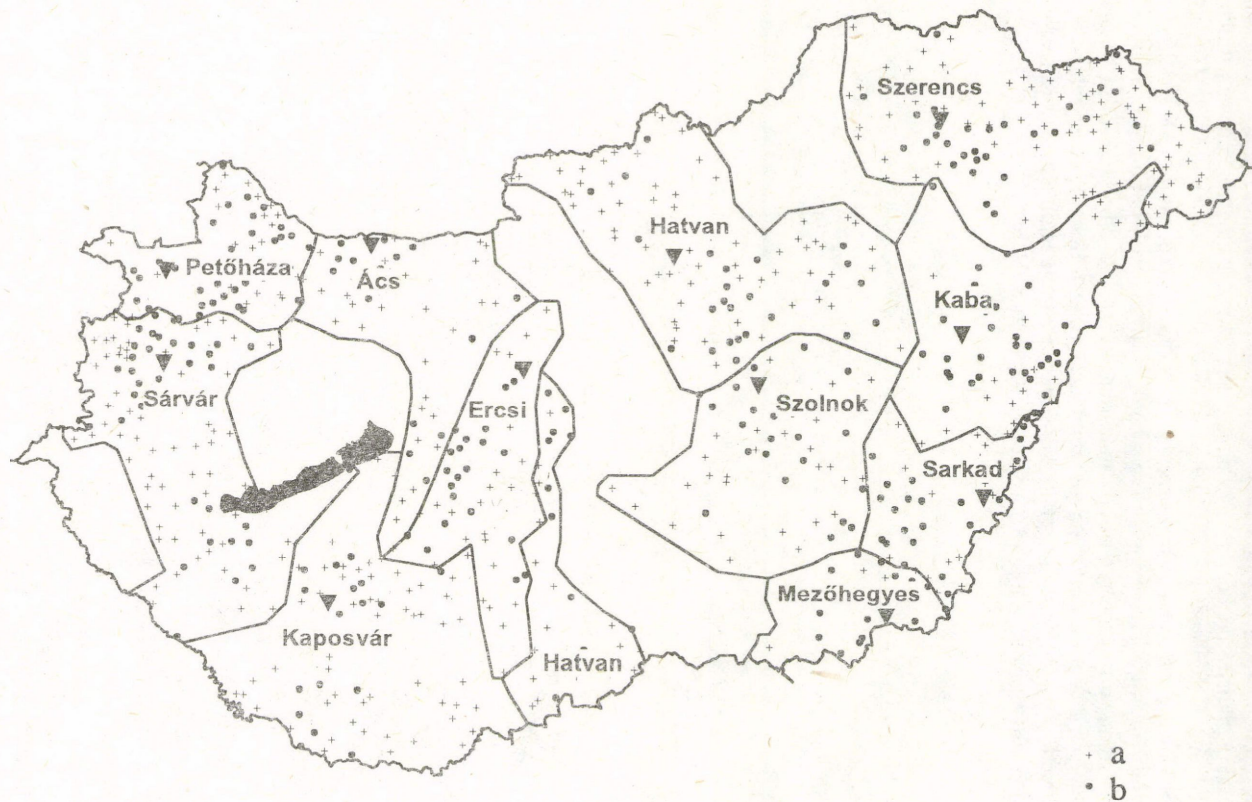 Szerencs
Hatvan
Petőháza
Ács
Kaba
Sárvár
Ercsi
Szolnok
Sarkad
Mezőhegyes
Kaposvár
Hatvan
+ a
• b